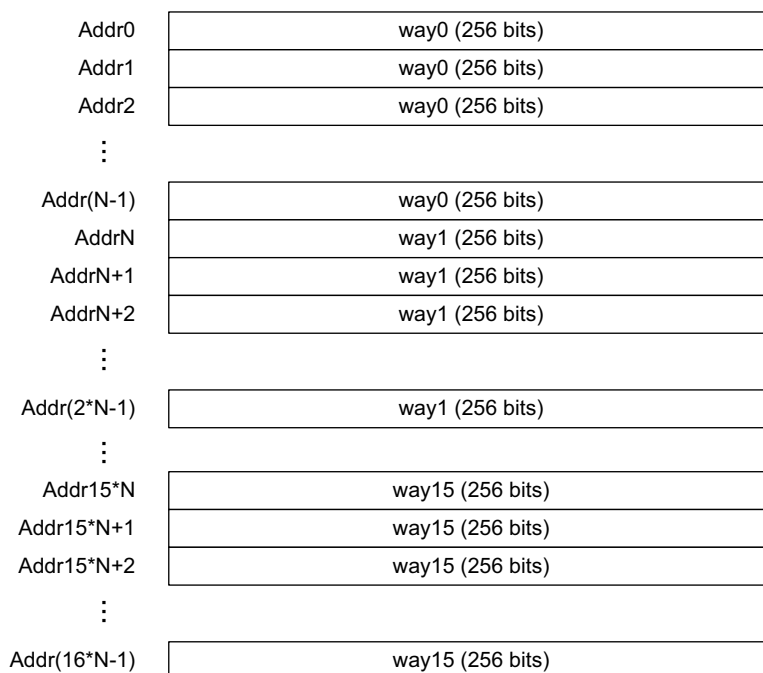 Addr0 way0 (256 bits)
Addr1 way0 (256 bits)
Addr2 way0 (256 bits)
⋮
Addr(N-1) way0 (256 bits)
AddrN way1 (256 bits)
AddrN+1 way1 (256 bits)
AddrN+2 way1 (256 bits)
⋮
Addr(2*N-1) way1 (256 bits)
⋮
Addr15*N way15 (256 bits)
Addr15*N+1 way15 (256 bits)
Addr15*N+2 way15 (256 bits)
⋮
Addr(16*N-1) way15 (256 bits)